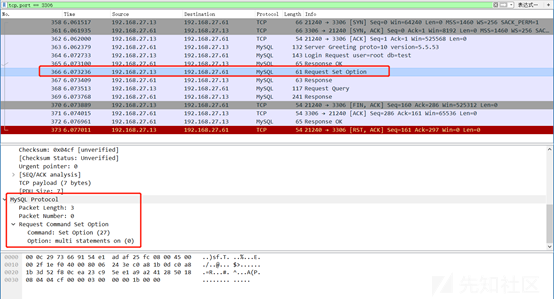 tcp.port == 3306
表达式…
Time Source Destination Protocol Length Info
358 6.061517 192.168.27.13 192.168.27.61 TCP 66 21240 → 3306 [SYN] Seq=0 Win=64240 Len=0 MSS=1460 WS=256 SACK_PERM=1
361 6.061935 192.168.27.61 192.168.27.13 TCP 66 3306 → 21240 [SYN, ACK] Seq=0 Ack=1 Win=8192 Len=0 MSS=1460 WS=256 SAC…
362 6.062000 192.168.27.13 192.168.27.61 TCP 54 21240 → 3306 [ACK] Seq=1 Ack=1 Win=525568 Len=0
363 6.062717 192.168.27.61 192.168.27.13 MySQL 132 Server Greeting proto=10 version=5.5.53
364 6.072733 192.168.27.13 192.168.27.61 MySQL 143 Login Request user=root db=test
365 6.073100 192.168.27.61 192.168.27.13 MySQL 65 Response OK
366 6.073236 192.168.27.13 192.168.27.61 MySQL 61 Request Set Option
367 6.073409 192.168.27.61 192.168.27.13 MySQL 63 Response
368 6.073513 192.168.27.13 192.168.27.61 MySQL 117 Request Query
369 6.073768 192.168.27.61 192.168.27.13 MySQL 241 Response
370 6.073889 192.168.27.13 192.168.27.61 TCP 54 21240 → 3306 [FIN, ACK] Seq=160 Ack=286 Win=525312 Len=0
371 6.074015 192.168.27.61 192.168.27.13 TCP 54 3306 → 21240 [ACK] Seq=286 Ack=161 Win=65536 Len=0
372 6.076961 192.168.27.61 192.168.27.13 MySQL 65 Response OK
373 6.077011 192.168.27.13 192.168.27.61 TCP 54 21240 → 3306 [RST, ACK] Seq=161 Ack=297 Win=0 Len=0
Checksum: 0x04cf [unverified]
[Checksum Status: Unverified]
Urgent pointer: 0
[SEQ/ACK analysis]
TCP payload (7 bytes)
[PDU Size: 7]
MySQL Protocol
Packet Length: 3
Packet Number: 0
Request Command Set Option
Command: Set Option (27)
Option: multi statements on (0)
0000 00 0c 29 73 66 91 54 e1 ad af 25 fc 08 00 45 00 ..)sf.T. ..%...E.
0010 00 2f 1e f0 40 00 80 06 24 3e c0 a8 1b 0d c0 a8 ./..@... $>......
0020 1b 3d 52 f8 0c ea 23 c9 5e e1 a9 a2 41 28 50 18 .=R...#. ^...A(P.
0030 08 04 04 cf 00 00 03 00 00 00 1b 00 00 ........ .....
先知社区